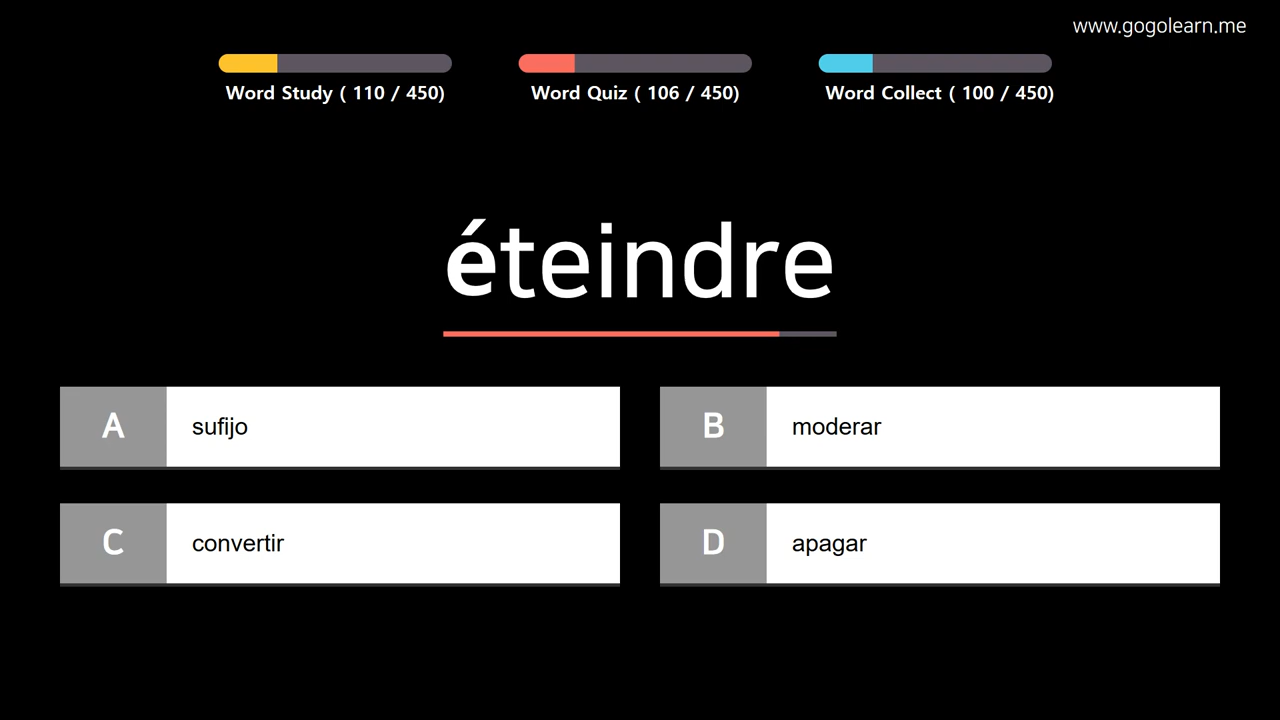 www.gogolearn.me
Word Study ( 110 / 450)
Word Quiz ( 106 / 450)
Word Collect ( 100 / 450)
éteindre
A sufijo
B moderar
C convertir
D apagar